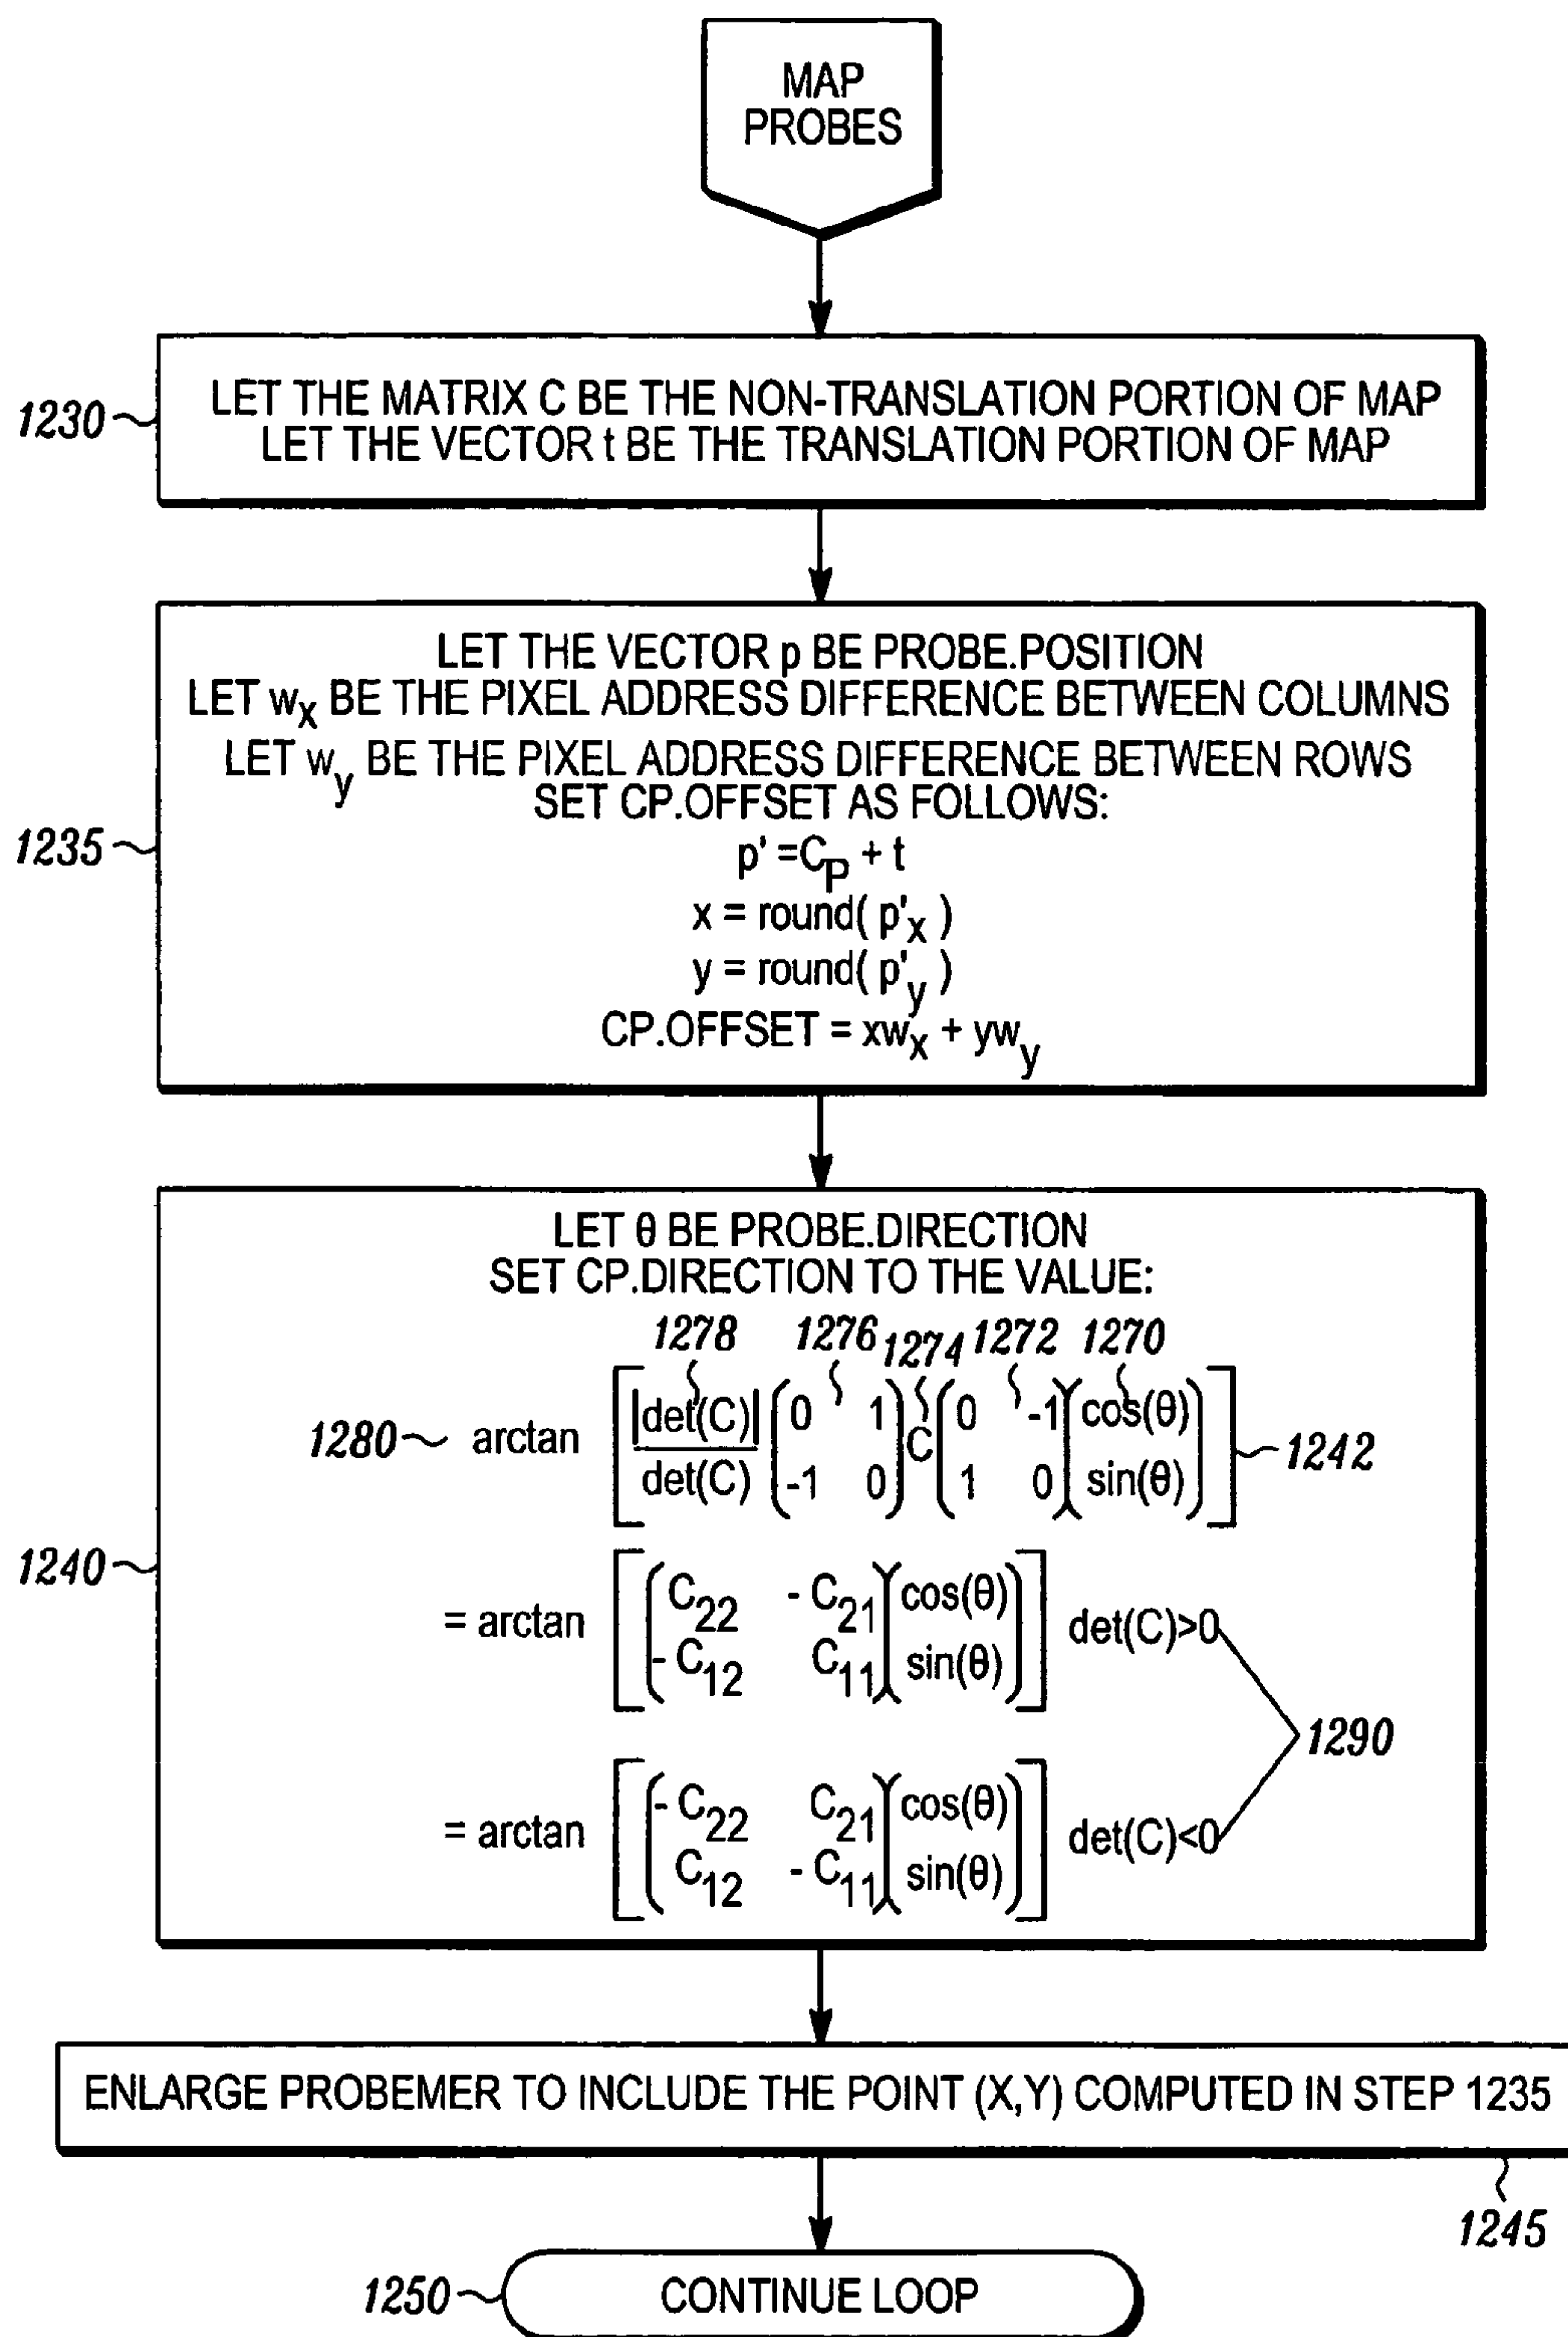 MAP
PROBES
1230
LET THE MATRIX C BE THE NON-TRANSLATION PORTION OF MAP
LET THE VECTOR t BE THE TRANSLATION PORTION OF MAP
LET THE VECTOR p BE PROBE.POSITION
LET wx BE THE PIXEL ADDRESS DIFFERENCE BETWEEN COLUMNS
LET wy BE THE PIXEL ADDRESS DIFFERENCE BETWEEN ROWS
SET CP.OFFSET AS FOLLOWS:
1235
p' =CP + t
x = round( p'x )
y = round( p'y )
CP.OFFSET = xwx + ywy
LET θ BE PROBE.DIRECTION
SET CP.DIRECTION TO THE VALUE:
1278 1276 1274 1272 1270
|det(C)| ( 0 1 ) ( 0 -1 ) ( cos(θ) )
1280 arctan [ C ] 1242
det(C) ( -1 0 ) ( 1 0 ) ( sin(θ) )
1240
( C22 - C21 ) ( cos(θ) )
= arctan [ ] det(C)>0
( - C12 C11 ) ( sin(θ) )
1290
( - C22 C21 ) ( cos(θ) )
= arctan [ ] det(C)<0
( C12 - C11 ) ( sin(θ) )
ENLARGE PROBEMER TO INCLUDE THE POINT (X,Y) COMPUTED IN STEP 1235
1245
1250
CONTINUE LOOP